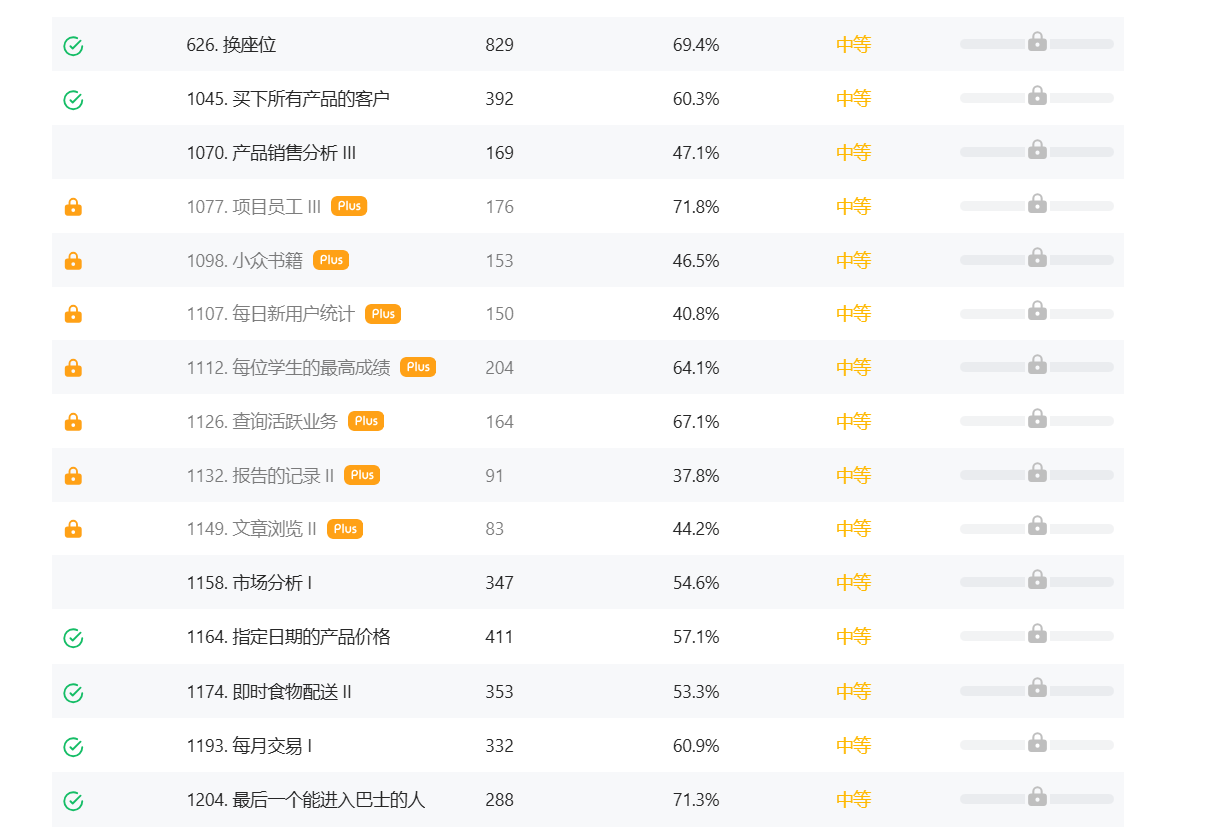 626. 换座位 829 69.4% 中等
1045. 买下所有产品的客户 392 60.3% 中等
1070. 产品销售分析 III 169 47.1% 中等
1077. 项目员工 III Plus 176 71.8% 中等
1098. 小众书籍 Plus 153 46.5% 中等
1107. 每日新用户统计 Plus 150 40.8% 中等
1112. 每位学生的最高成绩 Plus 204 64.1% 中等
1126. 查询活跃业务 Plus 164 67.1% 中等
1132. 报告的记录 II Plus 91 37.8% 中等
1149. 文章浏览 II Plus 83 44.2% 中等
1158. 市场分析 I 347 54.6% 中等
1164. 指定日期的产品价格 411 57.1% 中等
1174. 即时食物配送 II 353 53.3% 中等
1193. 每月交易 I 332 60.9% 中等
1204. 最后一个能进入巴士的人 288 71.3% 中等